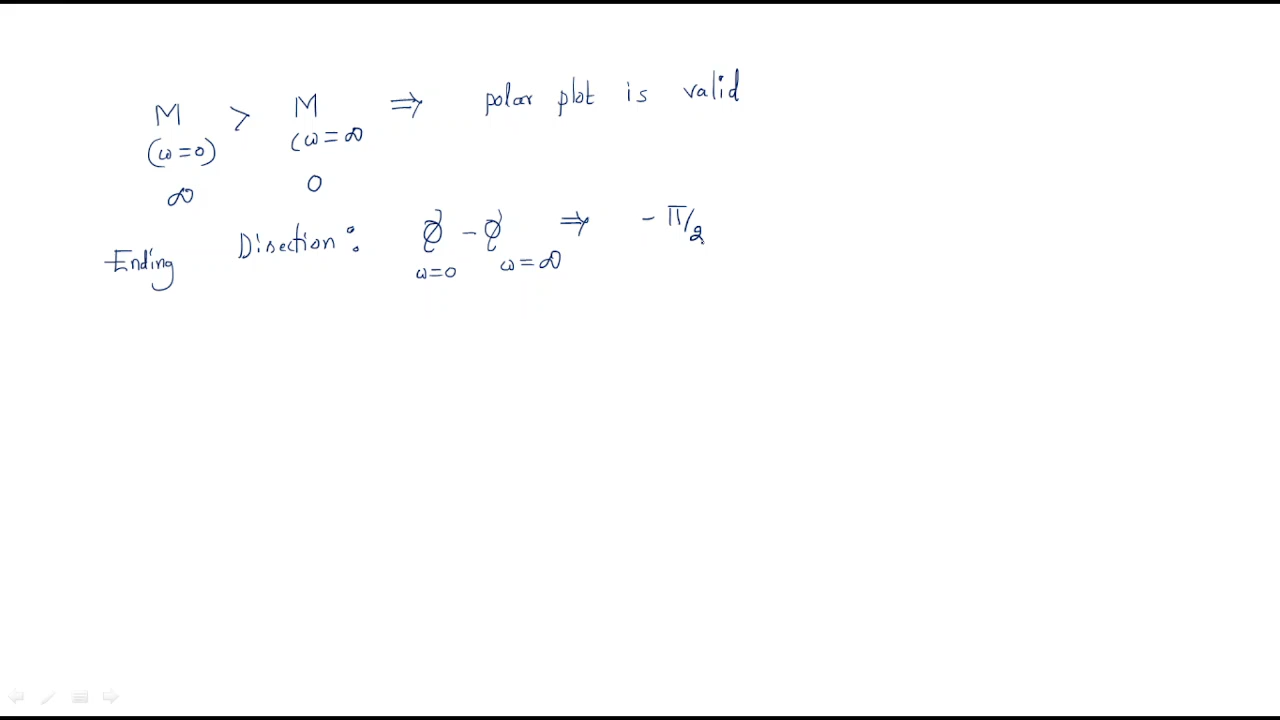 M > M ⇒ polar plot is valid
(ω=0) (ω=∞
∞ 0
Ending Direction: φ - φ ⇒ - π/2
ω=0 ω=∞